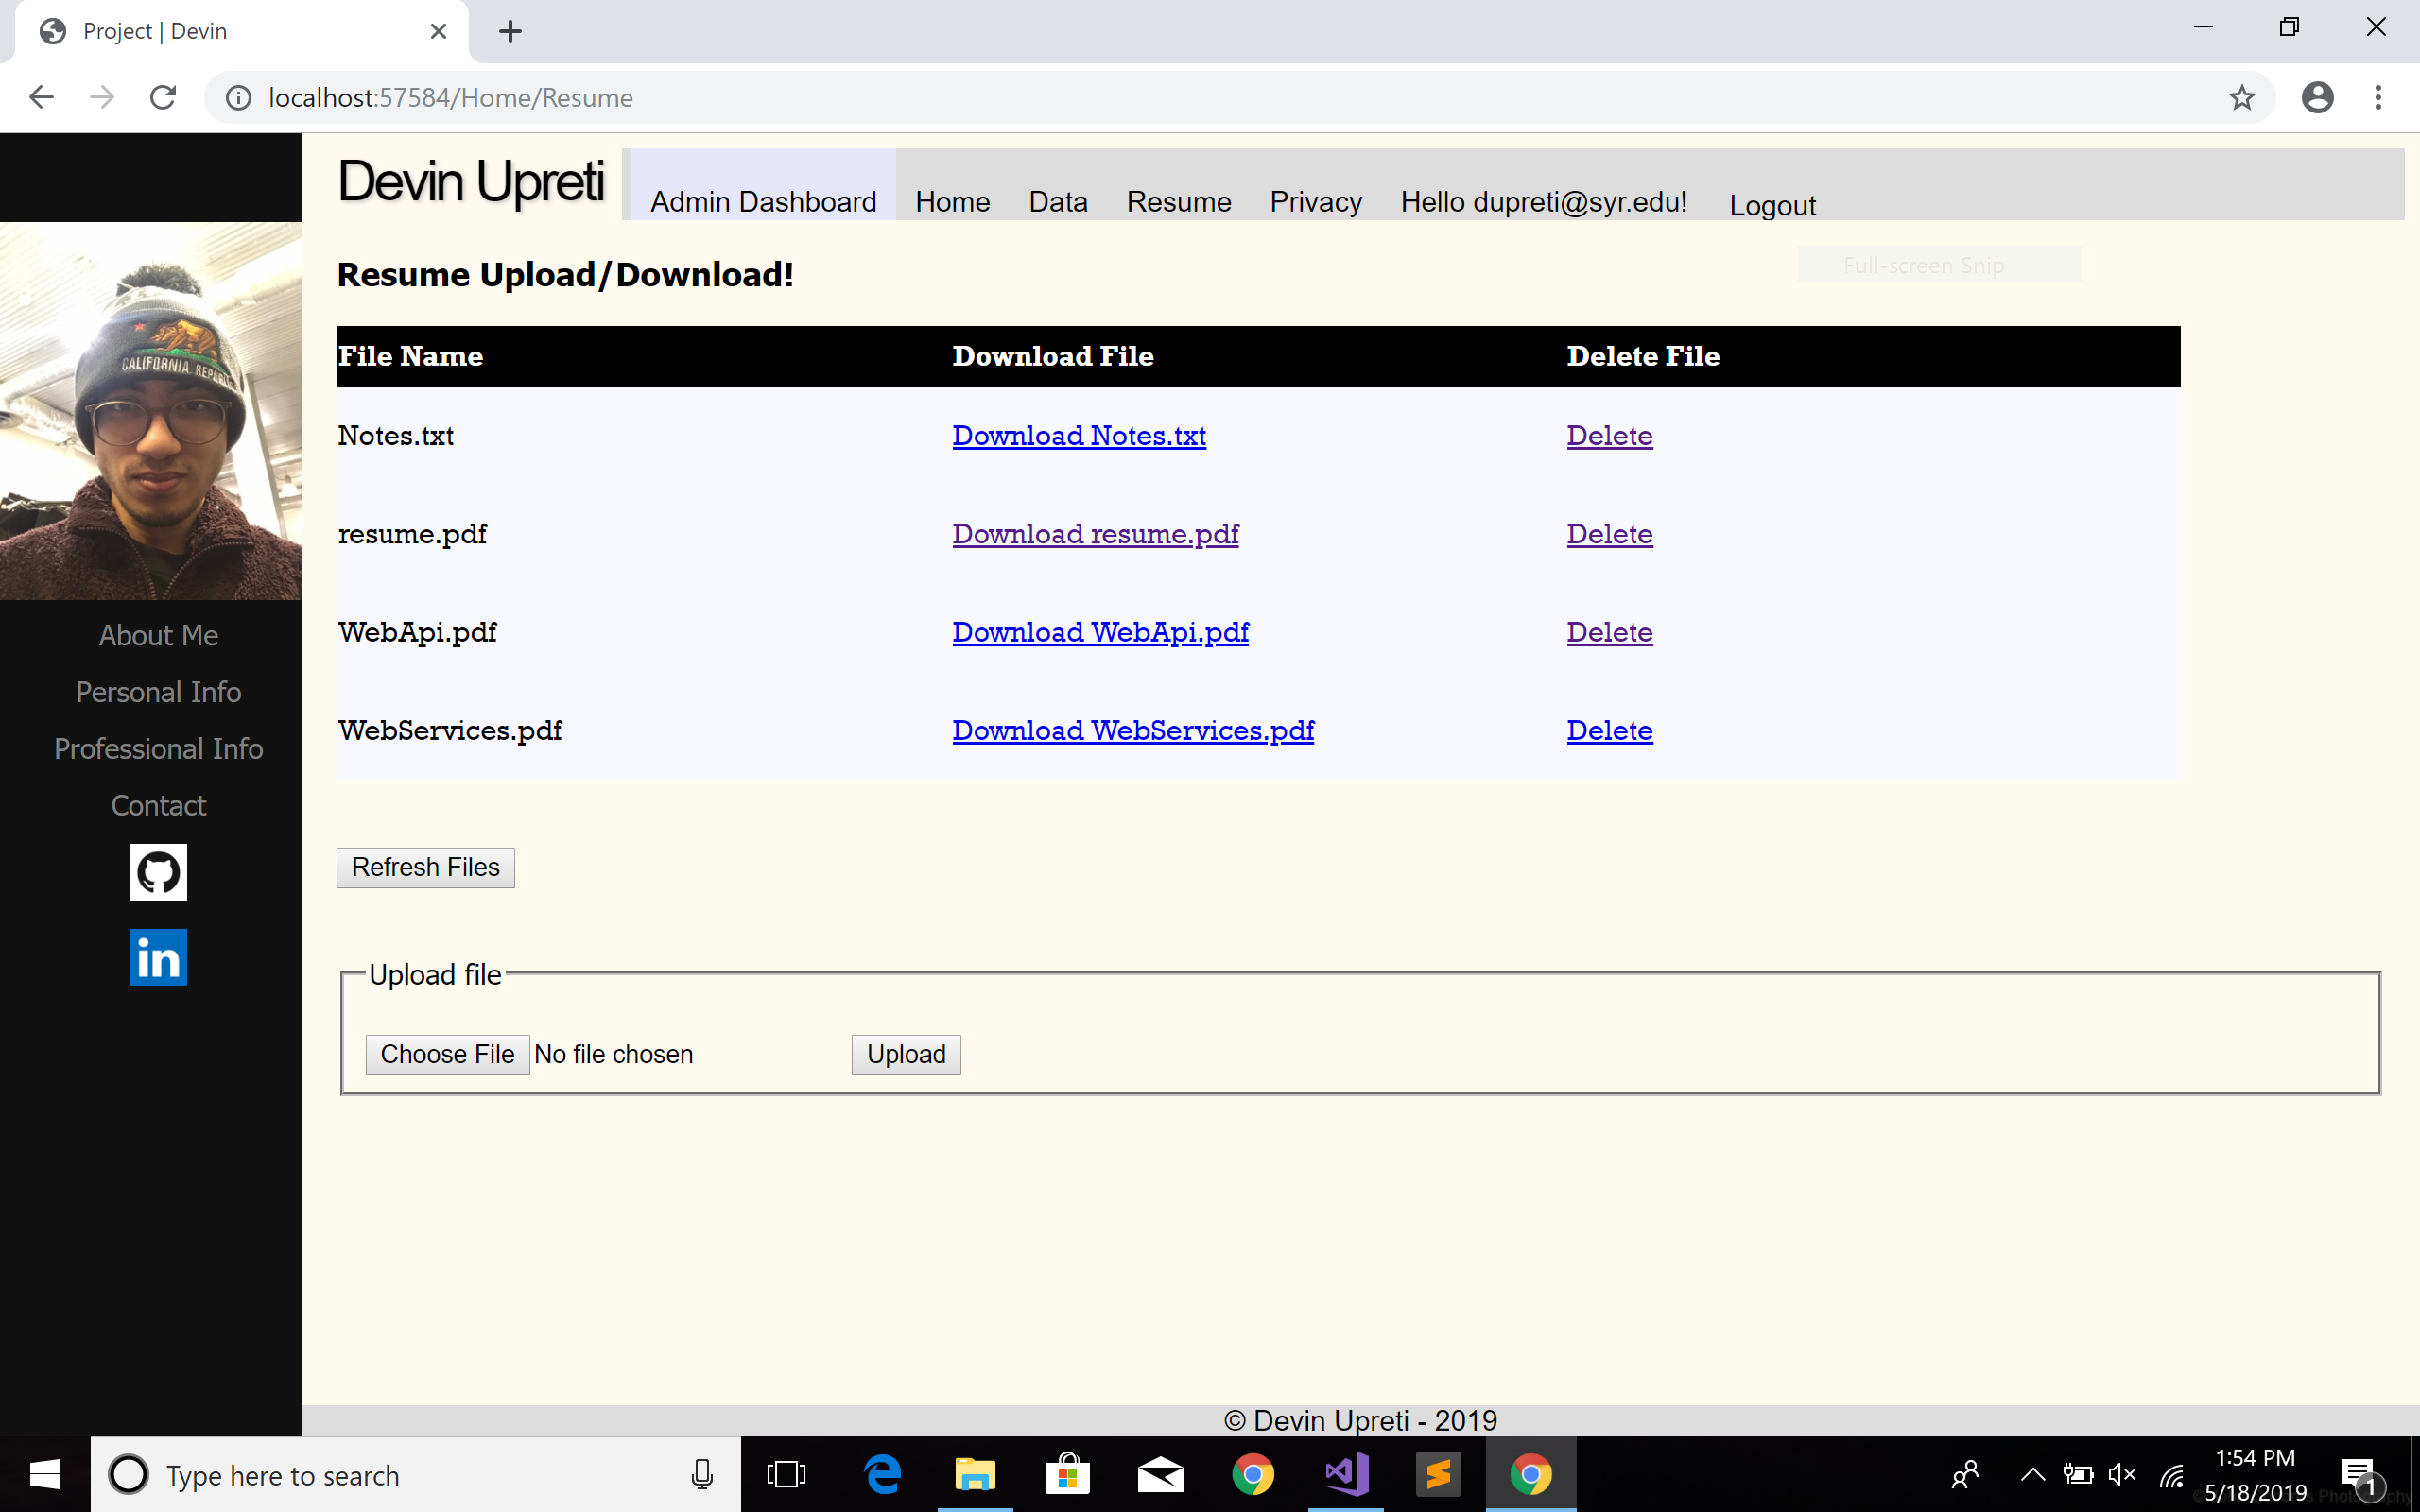 Project | Devin
localhost:57584/Home/Resume
Devin Upreti
Admin Dashboard Home Data Resume Privacy Hello dupreti@syr.edu! Logout
Full-screen Snip
Resume Upload/Download!
File Name Download File Delete File
Notes.txt Download Notes.txt Delete
resume.pdf Download resume.pdf Delete
WebApi.pdf Download WebApi.pdf Delete
WebServices.pdf Download WebServices.pdf Delete
CALIFORNIA
About Me
Personal Info
Professional Info
Contact
in
Refresh Files
Upload file
Choose File No file chosen Upload
© Devin Upreti - 2019
Type here to search
1:54 PM
5/18/2019
1